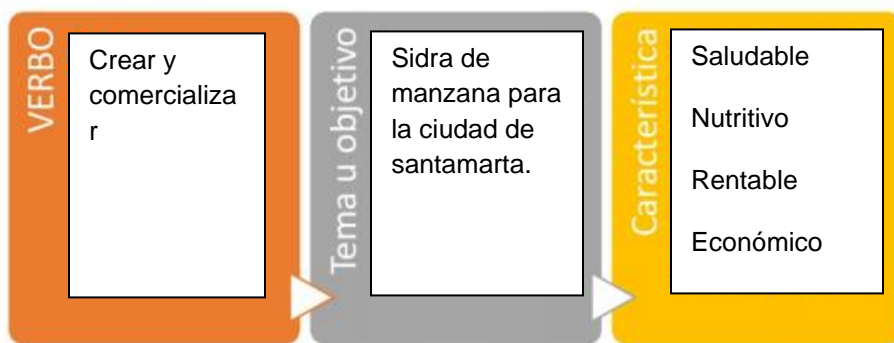 VERBO
Crear y
comercializa
r
Tema u objetivo
Sidra de
manzana para
la ciudad de
santamarta.
Característica
Saludable
Nutritivo
Rentable
Económico